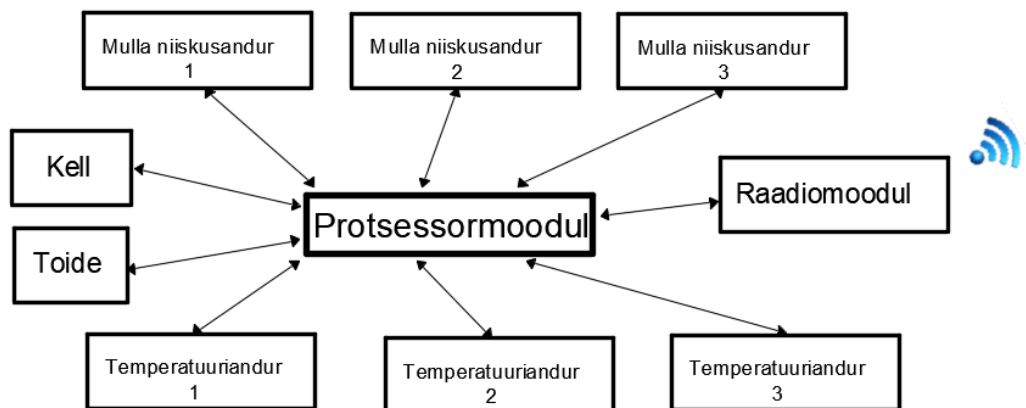 Mulla niiskusandur
1
Mulla niiskusandur
2
Mulla niiskusandur
3
Kell
Protsessormoodul
Raadiomoodul
Toide
Temperatuuriandur
1
Temperatuuriandur
2
Temperatuuriandur
3